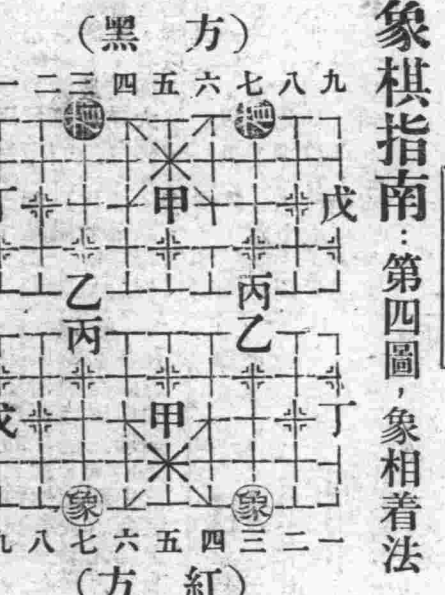 象棋指南：第四圖，象相着法
(黑 方)
一 二 三 四 五 六 七 八 九
丁 甲 戊
乙 丙
丙 乙
戊 甲 丁
象 象
九 八 七 六 五 四 三 二 一
(方 紅)